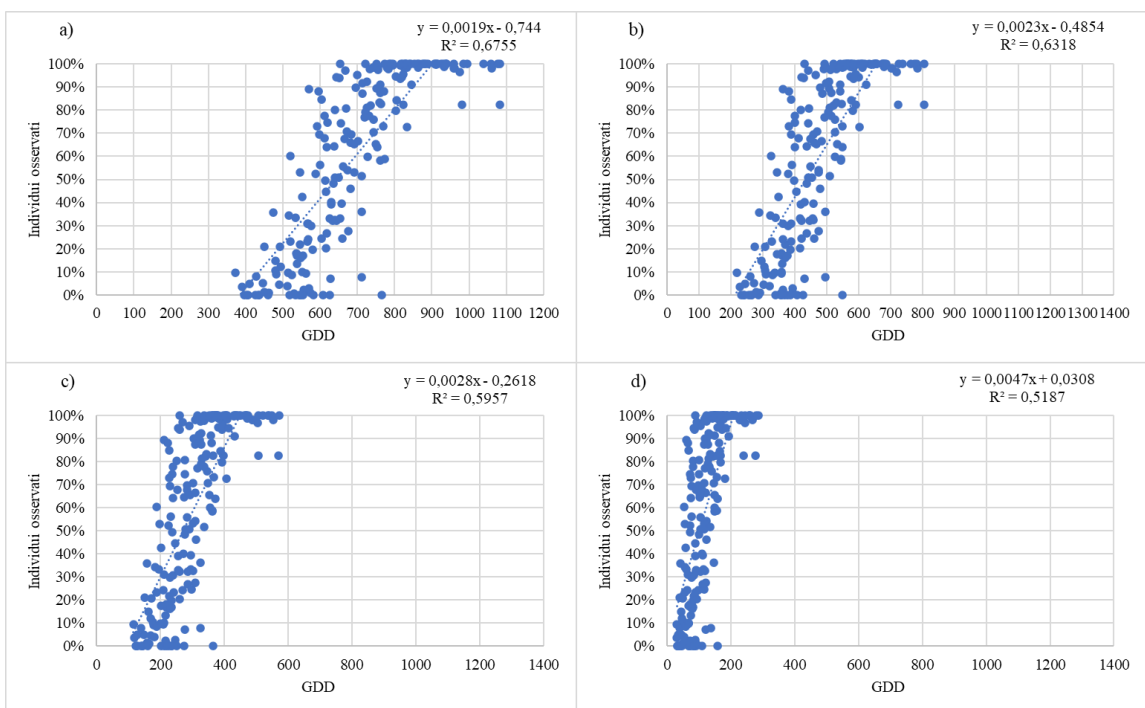 a)
y = 0,0019x - 0,744
R² = 0,6755
100%
90%
80%
70%
60%
50%
40%
30%
20%
10%
0%
Individui osservati
0 100 200 300 400 500 600 700 800 900 1000 1100 1200
GDD
b)
y = 0,0023x - 0,4854
R² = 0,6318
100%
90%
80%
70%
60%
50%
40%
30%
20%
10%
0%
Individui osservati
0 100 200 300 400 500 600 700 800 900 1000 1100 1200 1300 1400
GDD
c)
y = 0,0028x - 0,2618
R² = 0,5957
100%
90%
80%
70%
60%
50%
40%
30%
20%
10%
0%
Individui osservati
0 200 400 600 800 1000 1200 1400
GDD
d)
y = 0,0047x + 0,0308
R² = 0,5187
100%
90%
80%
70%
60%
50%
40%
30%
20%
10%
0%
Individui osservati
0 200 400 600 800 1000 1200 1400
GDD